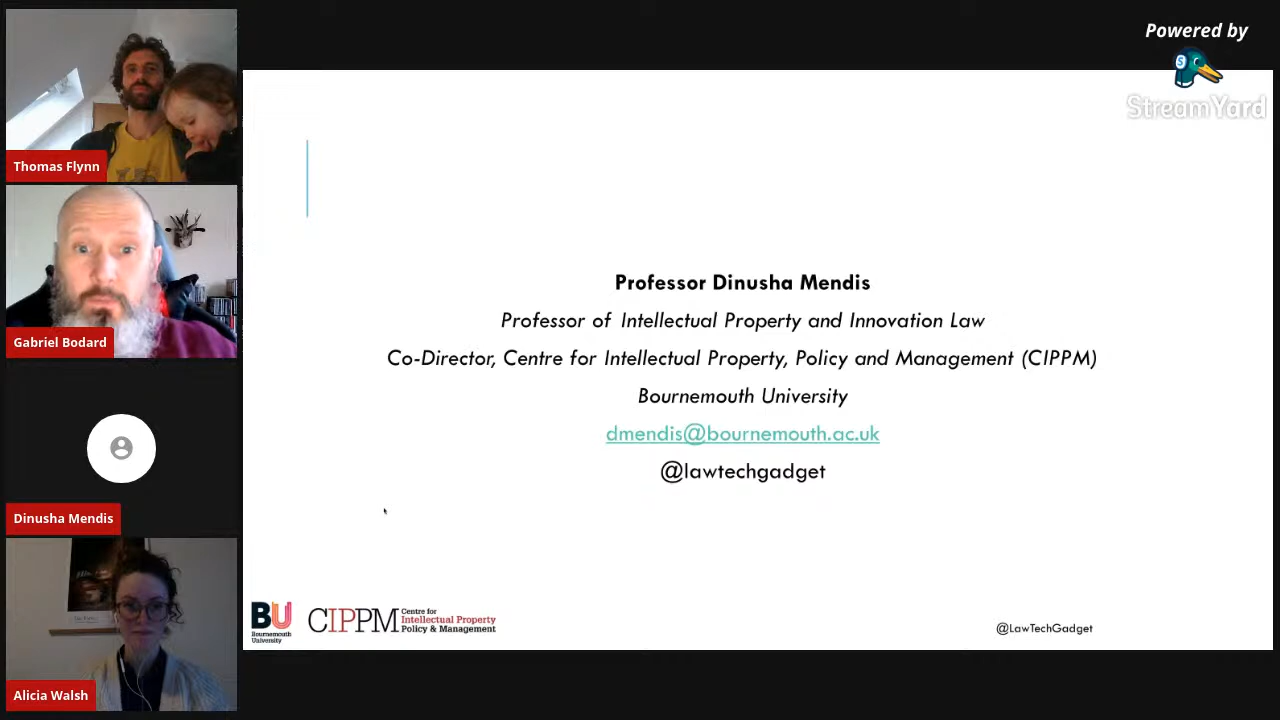 Powered by
StreamYard
Thomas Flynn
Gabriel Bodard
Dinusha Mendis
Alicia Walsh
Professor Dinusha Mendis
Professor of Intellectual Property and Innovation Law
Co-Director, Centre for Intellectual Property, Policy and Management (CIPPM)
Bournemouth University
dmendis@bournemouth.ac.uk
@lawtechgadget
BU
Bournemouth
University
CIPPM
Centre for
Intellectual Property
Policy & Management
@LawTechGadget